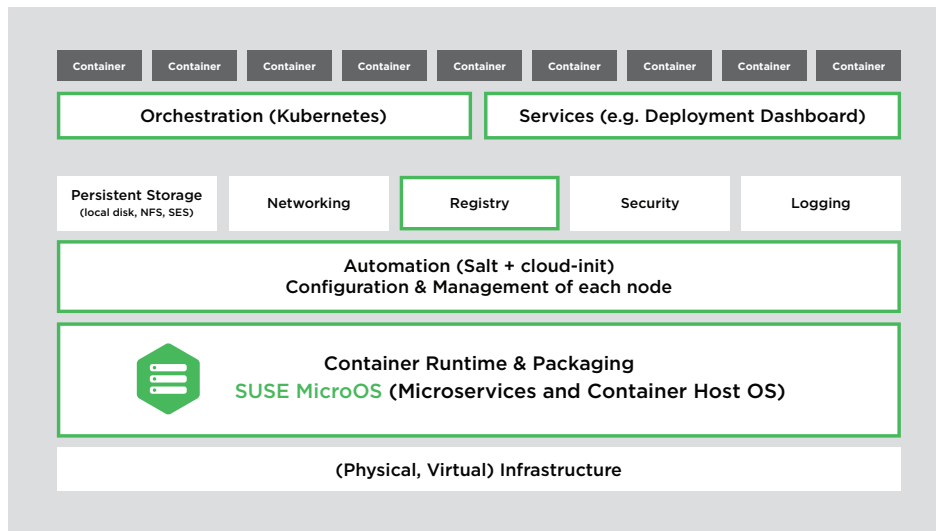 Container Container Container Container Container Container Container Container Container
Orchestration (Kubernetes)
Services (e.g. Deployment Dashboard)
Persistent Storage
(local disk, NFS, SES)
Networking
Registry
Security
Logging
Automation (Salt + cloud-init)
Configuration & Management of each node
Container Runtime & Packaging
SUSE MicroOS (Microservices and Container Host OS)
(Physical, Virtual) Infrastructure